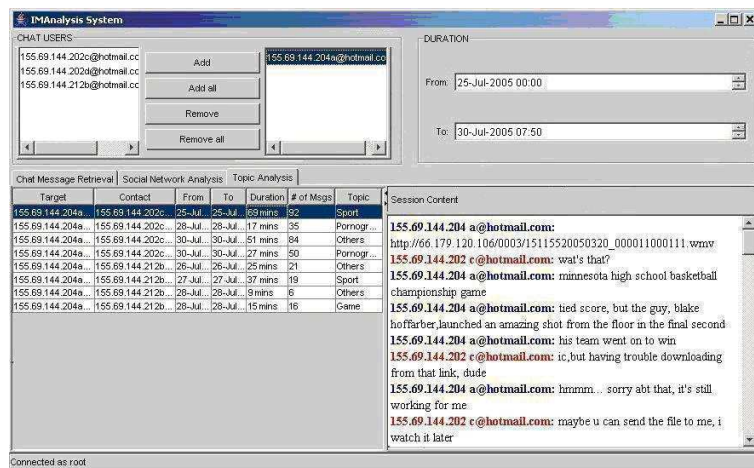 IMAnalysis System
CHAT USERS
155.69.144.202c@hotmail.cc
155.69.144.202d@hotmail.cc
155.69.144.212b@hotmail.cc
Add
Add all
Remove
Remove all
155.69.144.204a@hotmail.co
DURATION
From: 25-Jul-2005 00:00
To: 30-Jul-2005 07:50
Chat Message Retrieval Social Network Analysis Topic Analysis
Target Contact From To Duration # of Msgs Topic
155.69.144.204a... 155.69.144.202c... 25-Jul... 25-Jul... 69 mins 92 Sport
155.69.144.204a... 155.69.144.202c... 28-Jul... 28-Jul... 17 mins 35 Pornogr...
155.69.144.204a... 155.69.144.202c... 30-Jul... 30-Jul... 51 mins 84 Others
155.69.144.204a... 155.69.144.202c... 30-Jul... 30-Jul... 27 mins 50 Pornogr...
155.69.144.204a... 155.69.144.212b... 26-Jul... 26-Jul... 25 mins 21 Others
155.69.144.204a... 155.69.144.212b... 27-Jul... 27-Jul... 37 mins 19 Sport
155.69.144.204a... 155.69.144.212b... 28-Jul... 28-Jul... 9 mins 6 Others
155.69.144.204a... 155.69.144.212b... 28-Jul... 28-Jul... 15 mins 16 Game
Session Content
155.69.144.204 a@hotmail.com:
http://66.179.120.106/0003/15115520050320_000011000111.wmv
155.69.144.202 c@hotmail.com: wat's that?
155.69.144.204 a@hotmail.com: minnesota high school basketball
championship game
155.69.144.204 a@hotmail.com: tied score, but the guy, blake
hoffarber,launched an amazing shot from the floor in the final second
155.69.144.204 a@hotmail.com: his team went on to win
155.69.144.202 c@hotmail.com: ic,but having trouble downloading
from that link, dude
155.69.144.204 a@hotmail.com: hmmm... sorry abt that, it's still
working for me
155.69.144.202 c@hotmail.com: maybe u can send the file to me, i
watch it later
Connected as root